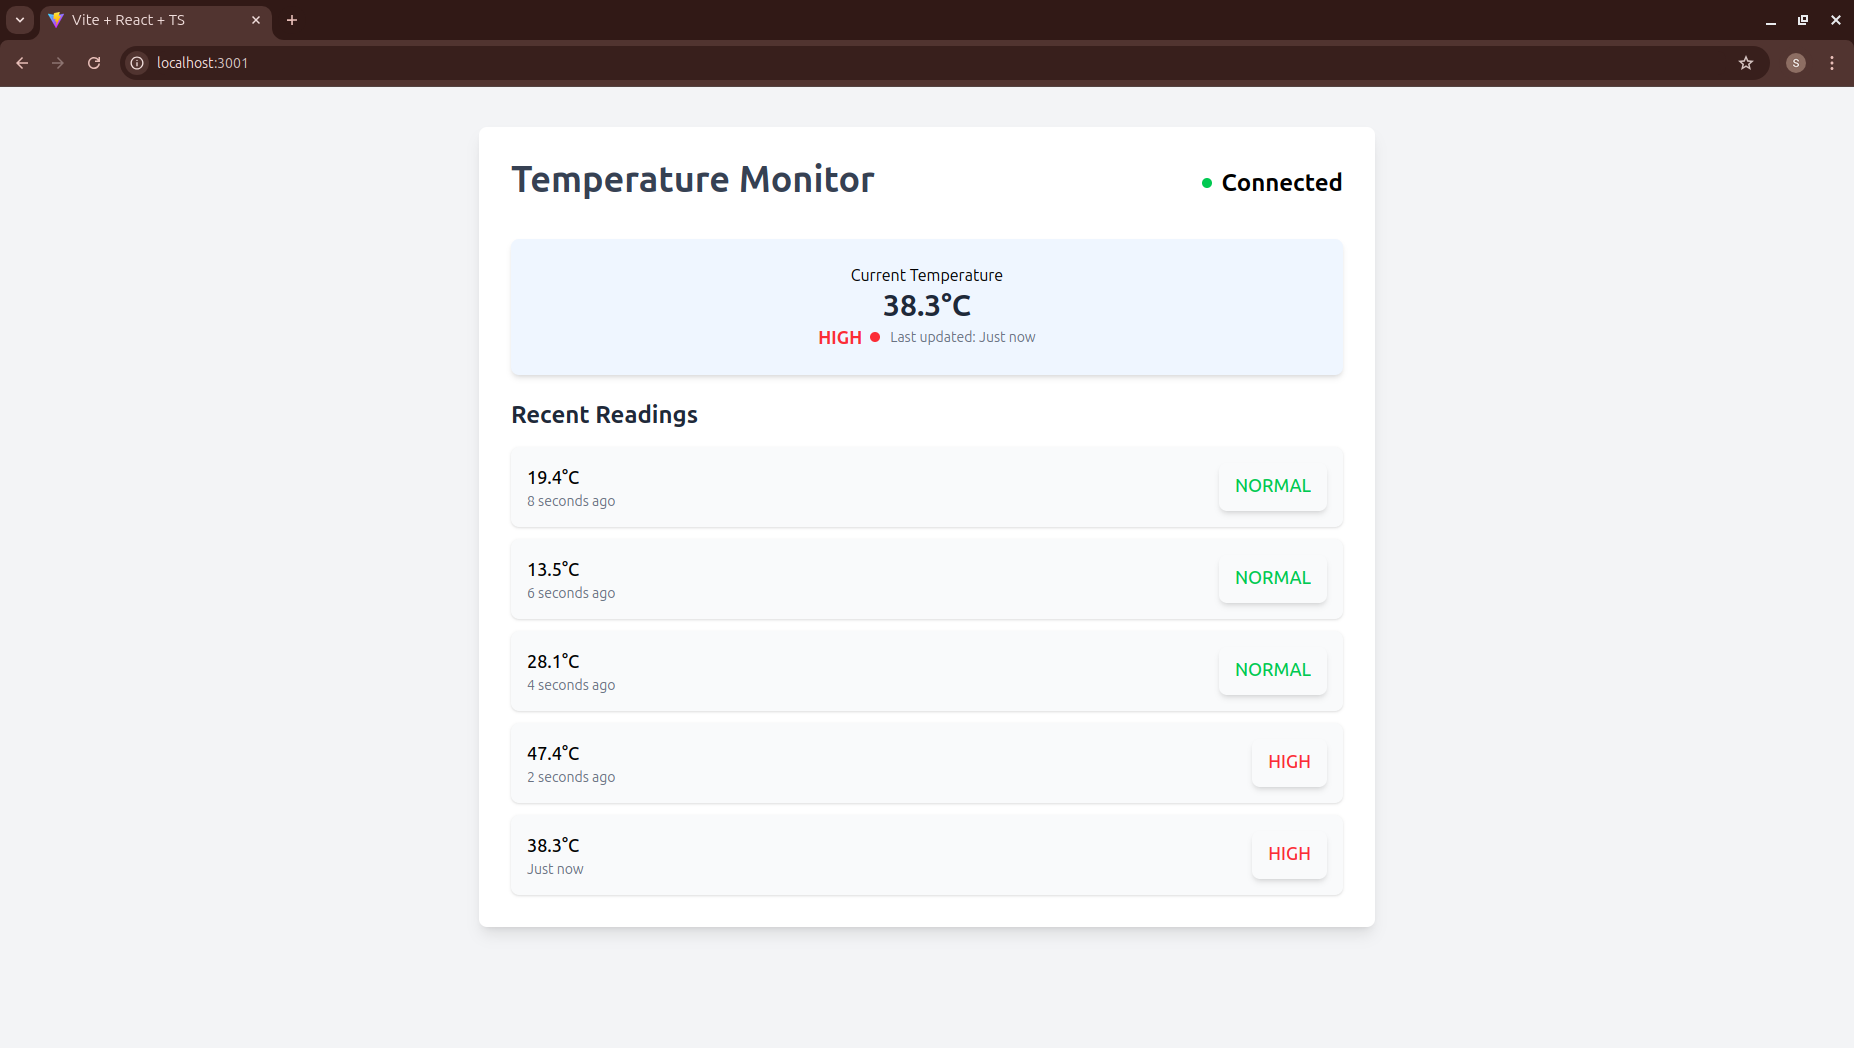 Vite + React + TS
localhost:3001
S
Temperature Monitor
Connected
Current Temperature
38.3°C
HIGH Last updated: Just now
Recent Readings
19.4°C
8 seconds ago
NORMAL
13.5°C
6 seconds ago
NORMAL
28.1°C
4 seconds ago
NORMAL
47.4°C
2 seconds ago
HIGH
38.3°C
Just now
HIGH